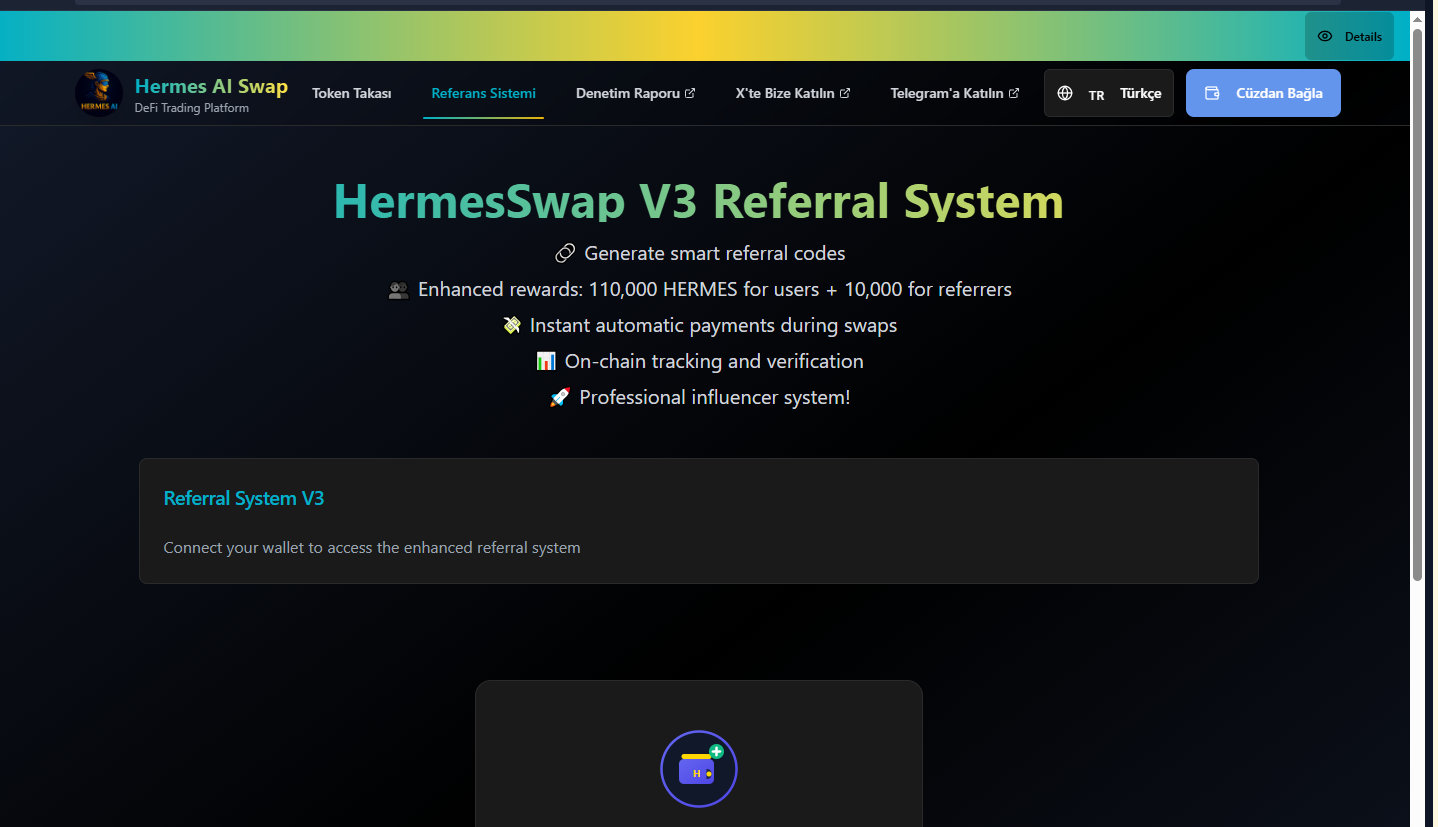 Details
HERMES AI
Hermes AI Swap
DeFi Trading Platform
Token Takası
Referans Sistemi
Denetim Raporu
X'te Bize Katılın
Telegram'a Katılın
TR Türkçe
Cüzdan Bağla
HermesSwap V3 Referral System
Generate smart referral codes
Enhanced rewards: 110,000 HERMES for users + 10,000 for referrers
Instant automatic payments during swaps
On-chain tracking and verification
Professional influencer system!
Referral System V3
Connect your wallet to access the enhanced referral system
H